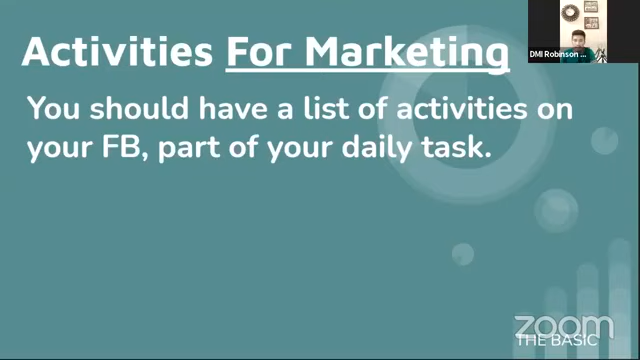 Activities For Marketing
You should have a list of activities on
your FB, part of your daily task.
DMI Robinson ...
zoom
THE BASIC